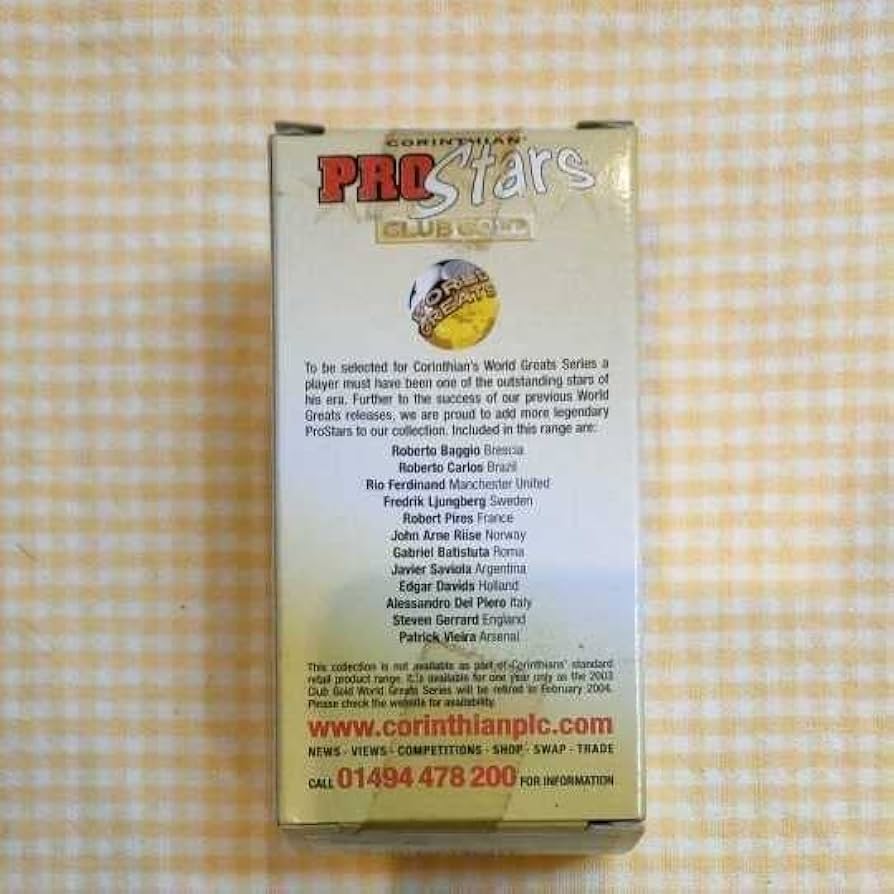 CORINTHIAN
PROStars
CLUB GOLD
WORLD
GREATS
To be selected for Corinthian's World Greats Series a
player must have been one of the outstanding stars of
his era. Further to the success of our previous World
Greats releases, we are proud to add more legendary
ProStars to our collection. Included in this range are:
Roberto Baggio Brescia
Roberto Carlos Brazil
Rio Ferdinand Manchester United
Fredrik Ljungberg Sweden
Robert Pires France
John Arne Riise Norway
Gabriel Batistuta Roma
Javier Saviola Argentina
Edgar Davids Holland
Alessandro Del Piero Italy
Steven Gerrard England
Patrick Vieira Arsenal
This collection is not available as part of Corinthians' standard
retail product range. It is available for one year only as the 2003
Club Gold World Greats Series will be retired in February 2004.
Please check the website for availability.
www.corinthianplc.com
NEWS - VIEWS - COMPETITIONS - SHOP - SWAP - TRADE
CALL 01494 478 200 FOR INFORMATION